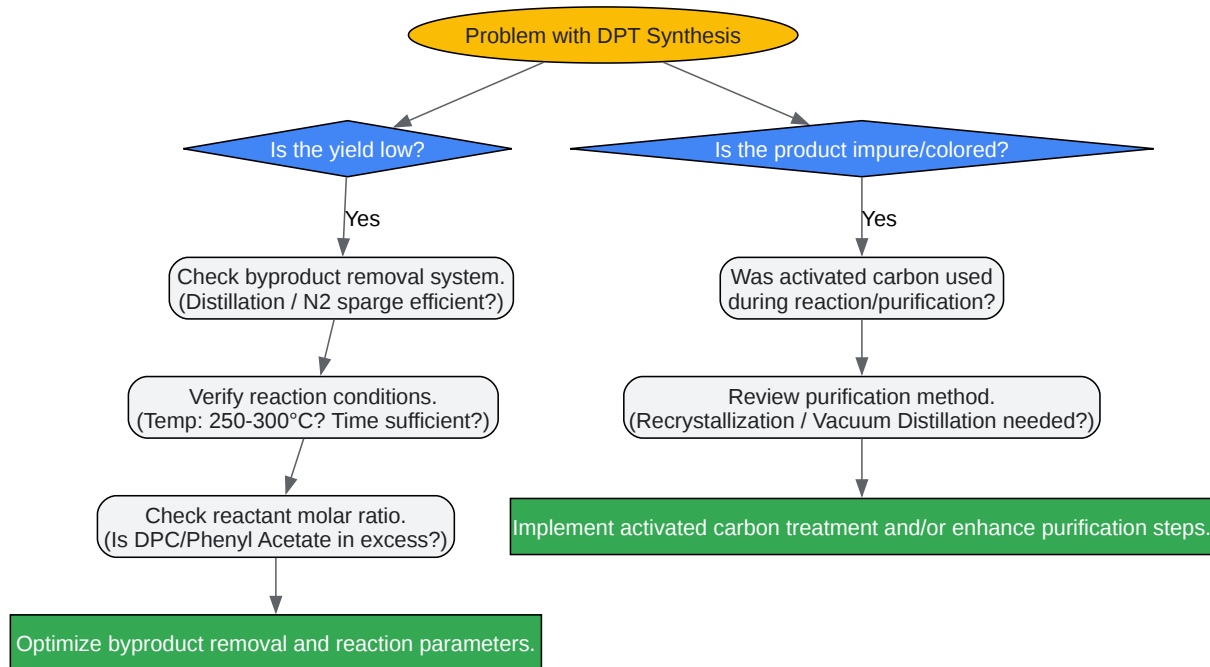 Problem with DPT Synthesis
Is the yield low?
Is the product impure/colored?
Yes
Yes
Check byproduct removal system.
(Distillation / N2 sparge efficient?)
Was activated carbon used
during reaction/purification?
Verify reaction conditions.
(Temp: 250-300°C? Time sufficient?)
Review purification method.
(Recrystallization / Vacuum Distillation needed?)
Check reactant molar ratio.
(Is DPC/Phenyl Acetate in excess?)
Implement activated carbon treatment and/or enhance purification steps.
Optimize byproduct removal and reaction parameters.